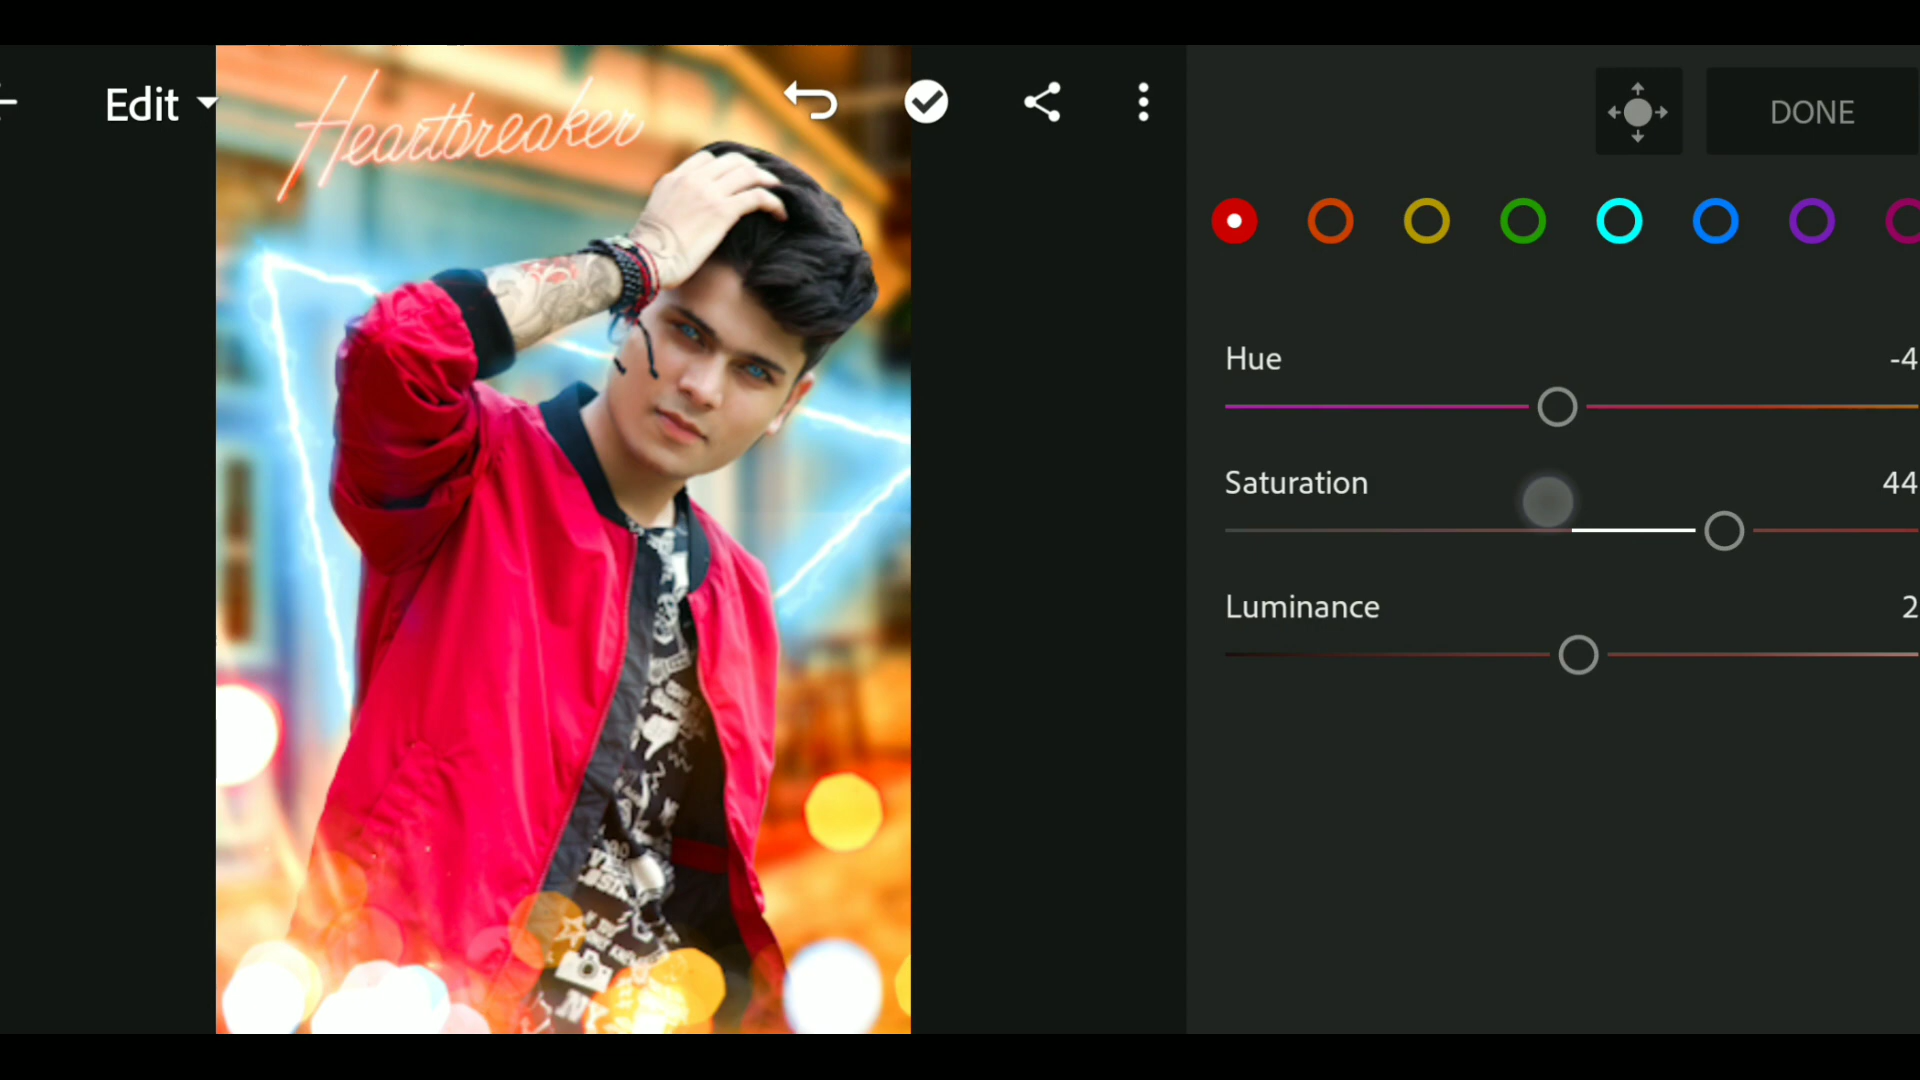 Edit
Heartbreaker
DONE
Hue
-4
Saturation
44
Luminance
2